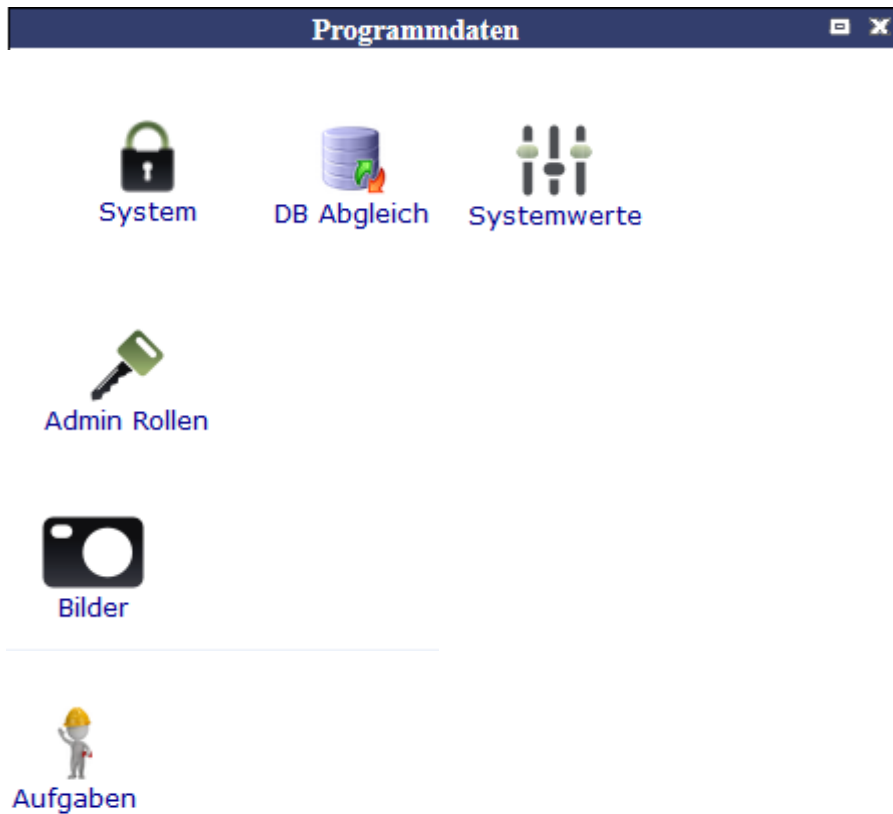 Programmdaten
System
DB Abgleich
Systemwerte
Admin Rollen
Bilder
Aufgaben